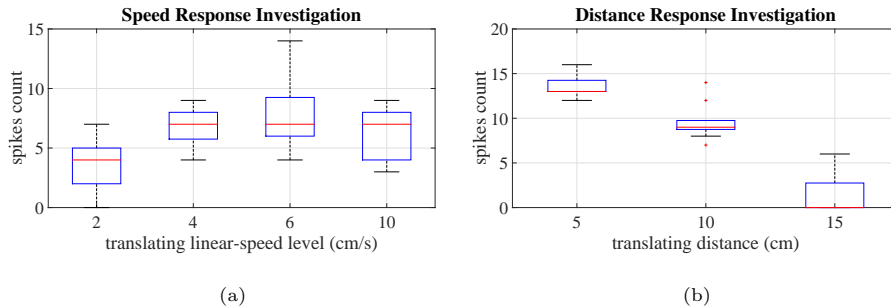 Speed Response Investigation
15
10
5
0
spikes count
2 4 6 10
translating linear-speed level (cm/s)
(a)
Distance Response Investigation
20
15
10
5
0
spikes count
5 10 15
translating distance (cm)
(b)